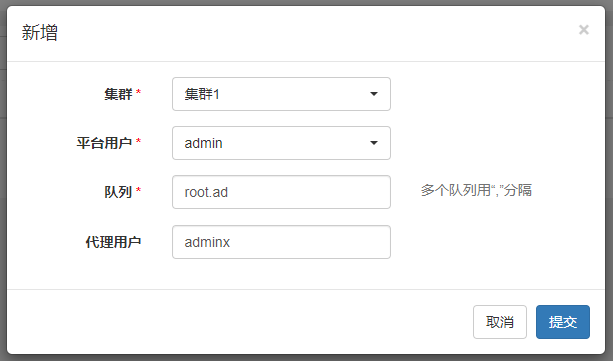 新增 ×
集群 * 集群1
平台用户 * admin
队列 * root.ad 多个队列用“,”分隔
代理用户 adminx
取消 提交